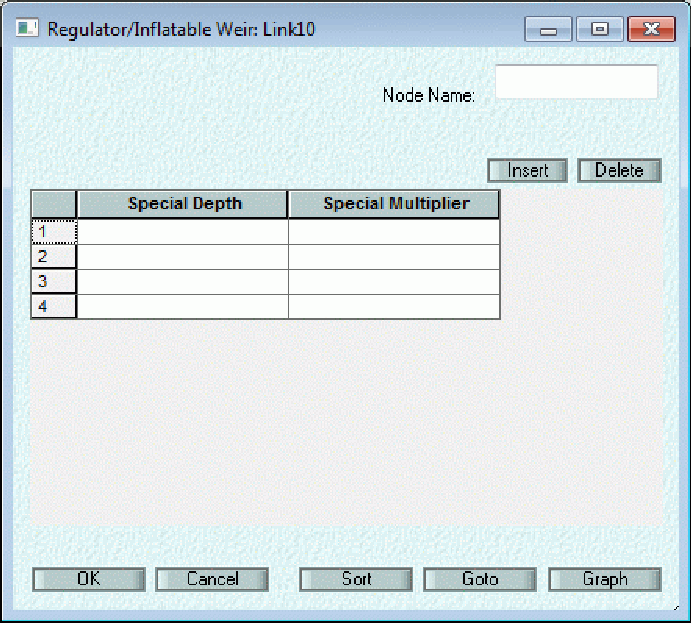 Regulator/Inflatable Weir: Link10
Node Name:
Insert Delete
Special Depth Special Multiplier
1
2
3
4
OK Cancel Sort Goto Graph